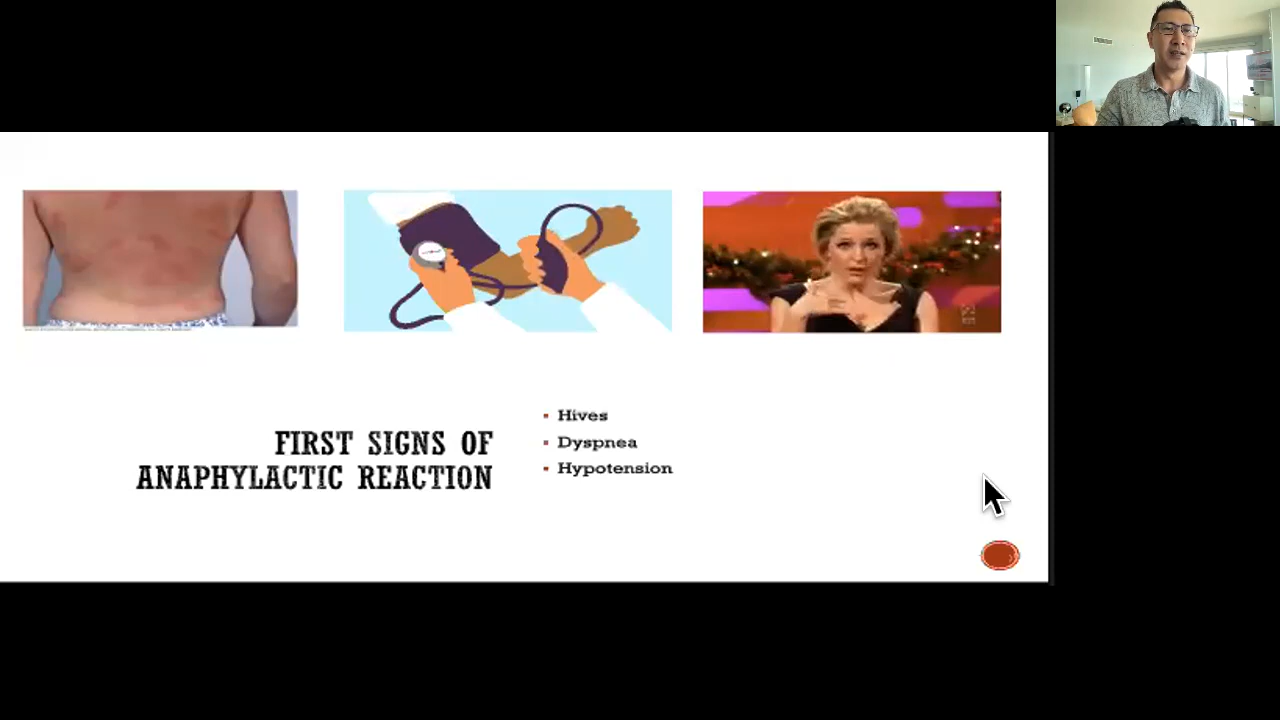 FIRST SIGNS OF
ANAPHYLACTIC REACTION
Hives
Dyspnea
Hypotension